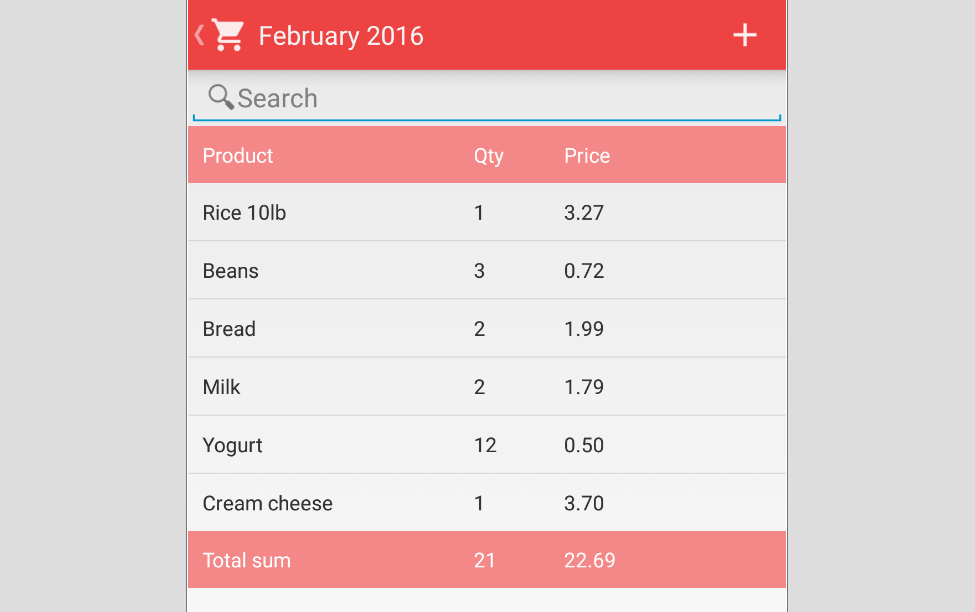 February 2016
Search
Product Qty Price
Rice 10lb 1 3.27
Beans 3 0.72
Bread 2 1.99
Milk 2 1.79
Yogurt 12 0.50
Cream cheese 1 3.70
Total sum 21 22.69